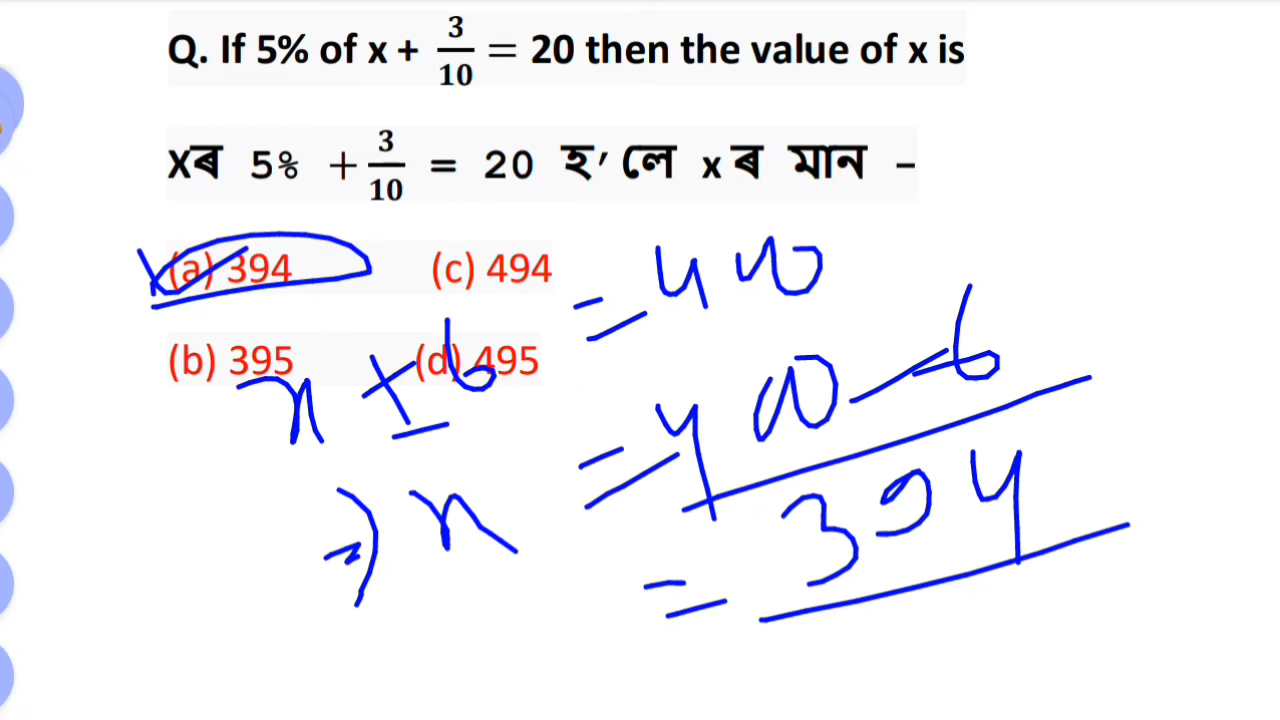 Q. If 5% of x + 3/10 = 20 then the value of x is
xৰ 5% + 3/10 = 20 হ' লে x ৰ মান -
(a) 394 (c) 494
(b) 395 (d) 495
= 400
x + 6
= 400 - 6
⇒ x
= 394